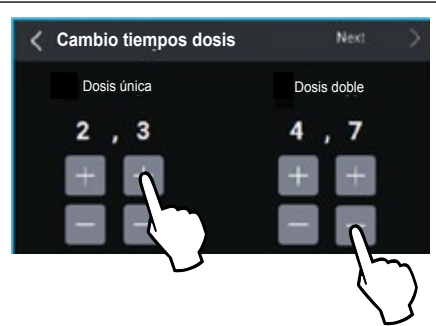 Cambio tiempos dosis Next
Dosis única Dosis doble
2 , 3 4 , 7
+ + + +
− − − −